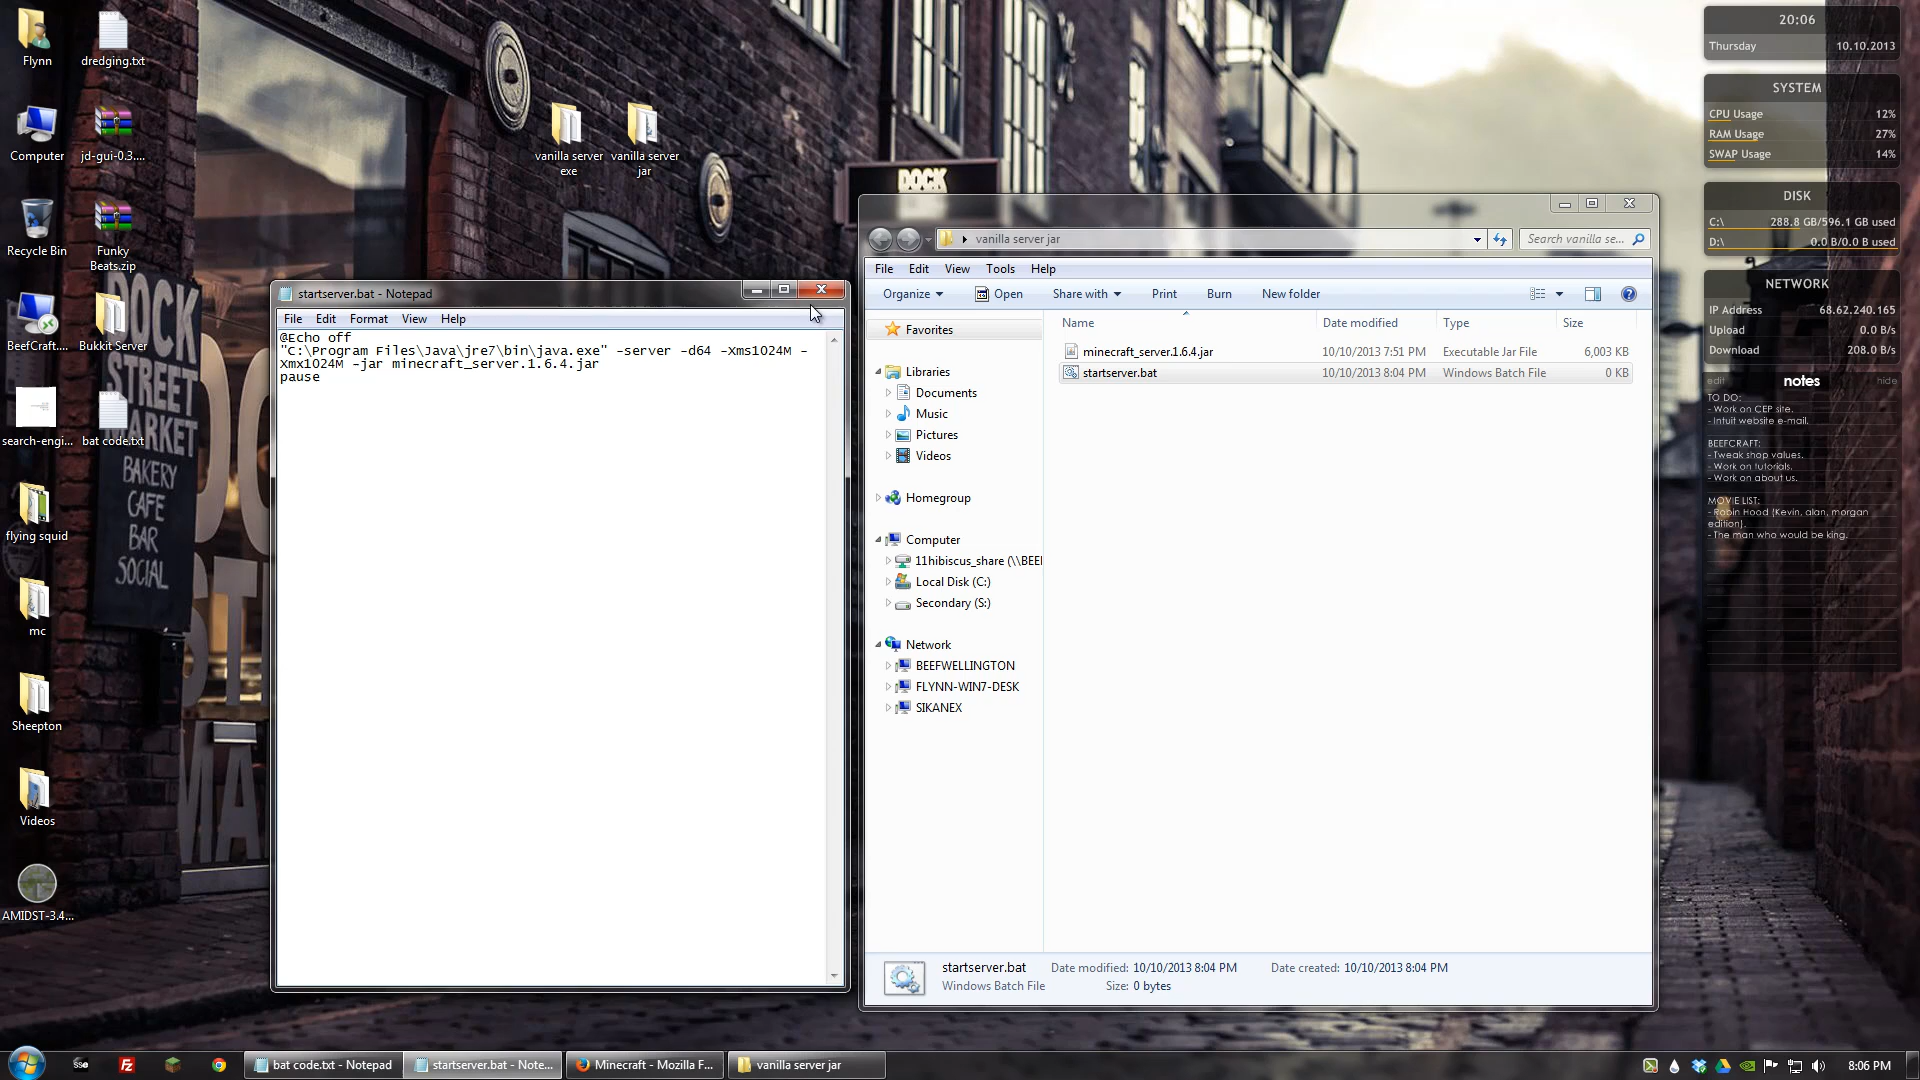 Flynn
dredging.txt
Computer
jd-gui-0.3....
Recycle Bin
Funky
Beats.zip
BeefCraft....
Bukkit Server
search-engi...
bat code.txt
flying squid
mc
Sheepton
Videos
AMIDST-3.4...
vanilla server
exe
vanilla server
jar
DOCK
DOCK
STREET
MARKET
BAKERY
CAFE
BAR
SOCIAL
startserver.bat - Notepad
File Edit Format View Help
@Echo off
"C:\Program Files\Java\jre7\bin\java.exe" -server -d64 -Xms1024M -
Xmx1024M -jar minecraft_server.1.6.4.jar
pause
vanilla server jar
Search vanilla se...
File Edit View Tools Help
Organize Open Share with Print Burn New folder
Name Date modified Type Size
minecraft_server.1.6.4.jar 10/10/2013 7:51 PM Executable Jar File 6,003 KB
startserver.bat 10/10/2013 8:04 PM Windows Batch File 0 KB
Favorites
Libraries
Documents
Music
Pictures
Videos
Homegroup
Computer
11hibiscus_share (\\BEE
Local Disk (C:)
Secondary (S:)
Network
BEEFWELLINGTON
FLYNN-WIN7-DESK
SIKANEX
startserver.bat Date modified: 10/10/2013 8:04 PM Date created: 10/10/2013 8:04 PM
Windows Batch File Size: 0 bytes
20:06
Thursday 10.10.2013
SYSTEM
CPU Usage 12%
RAM Usage 27%
SWAP Usage 14%
DISK
C:\ 288.8 GB/596.1 GB used
D:\ 0.0 B/0.0 B used
NETWORK
IP Address 68.62.240.165
Upload 0.0 B/s
Download 208.0 B/s
edit notes hide
TO DO:
- Work on CEP site.
- Intuit website e-mail.
BEEFCRAFT:
- Tweak shop values.
- Work on tutorials.
- Work on about us.
MOVIE LIST:
- Robin Hood (Kevin, alan, morgan
edition).
- The man who would be king.
SSE
FZ
bat code.txt - Notepad
startserver.bat - Note...
Minecraft - Mozilla F...
vanilla server jar
8:06 PM